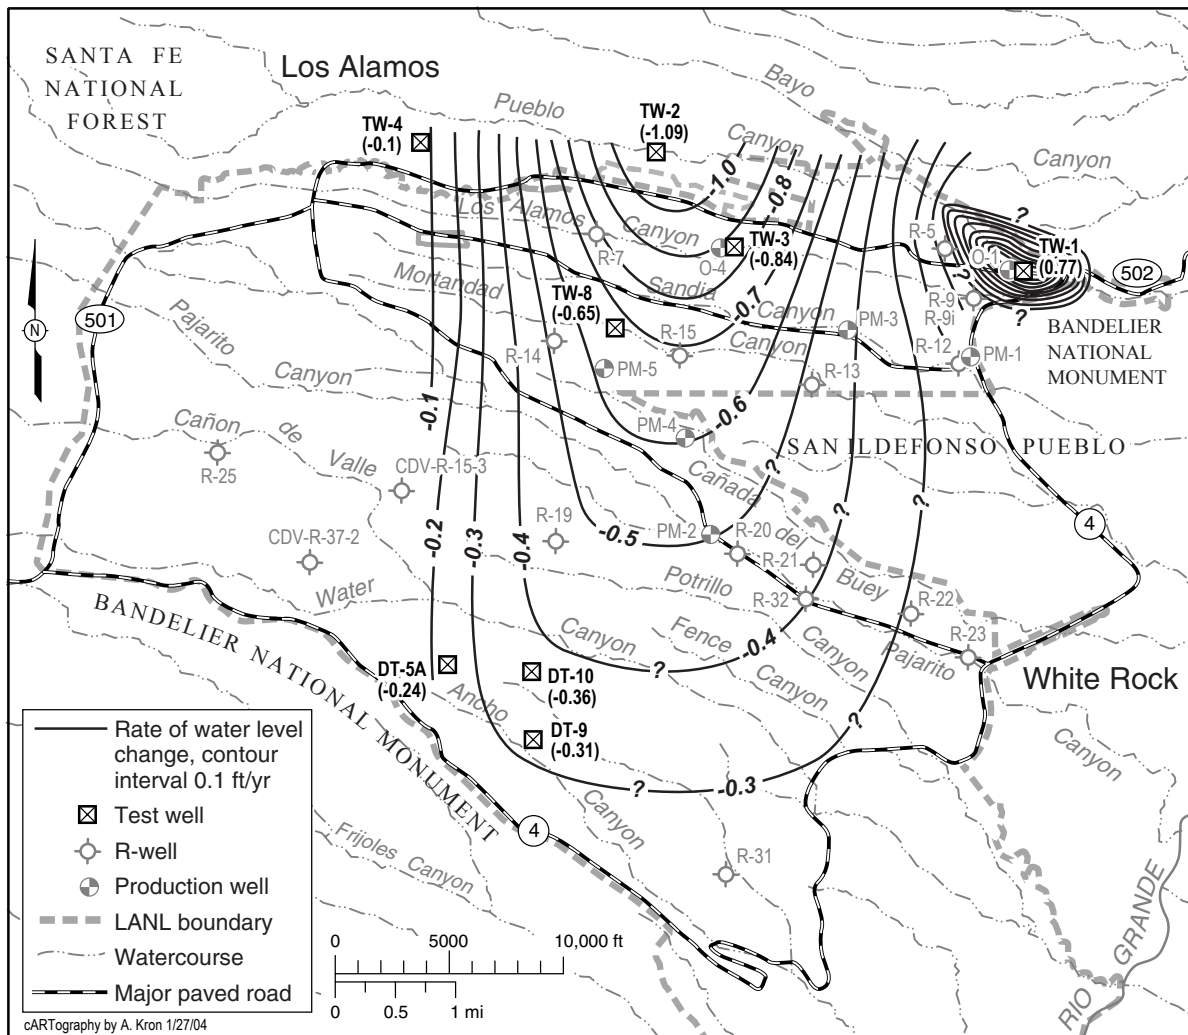 SANTA FE
NATIONAL
FOREST
Los Alamos
Pueblo
Canyon
Bayo
Canyon
TW-4
(-0.1)
TW-2
(-1.09)
-1.0
-0.8
Los Alamos
Canyon
R-7
O-4
TW-3
(-0.84)
R-5
O-1
?
TW-1
(0.77)
502
Mortandad
Sandia
Canyon
-0.7
TW-8
(-0.65)
R-9
R-9i
?
?
501
N
Pajarito
Canyon
R-14
R-15
Canyon
PM-3
R-12
PM-1
BANDELIER
NATIONAL
MONUMENT
PM-5
R-13
-0.1
-0.6
Cañon
de
Valle
R-25
PM-4
SAN ILDEFONSO PUEBLO
CDV-R-15-3
Cañada
del
Buey
?
?
?
4
-0.2
-0.3
-0.4
R-19
-0.5
PM-2
R-20
R-21
CDV-R-37-2
Water
Canyon
Potrillo
Canyon
R-32
R-22
R-23
Fence
Canyon
Pajarito
Canyon
-0.4
?
BANDELIER NATIONAL MONUMENT
DT-5A
(-0.24)
DT-10
(-0.36)
White Rock
Ancho
Canyon
DT-9
(-0.31)
?
?
-0.3
4
Frijoles Canyon
R-31
RIO GRANDE
Rate of water level
change, contour
interval 0.1 ft/yr
Test well
R-well
Production well
LANL boundary
Watercourse
Major paved road
0 5000 10,000 ft
0 0.5 1 mi
cARTography by A. Kron 1/27/04